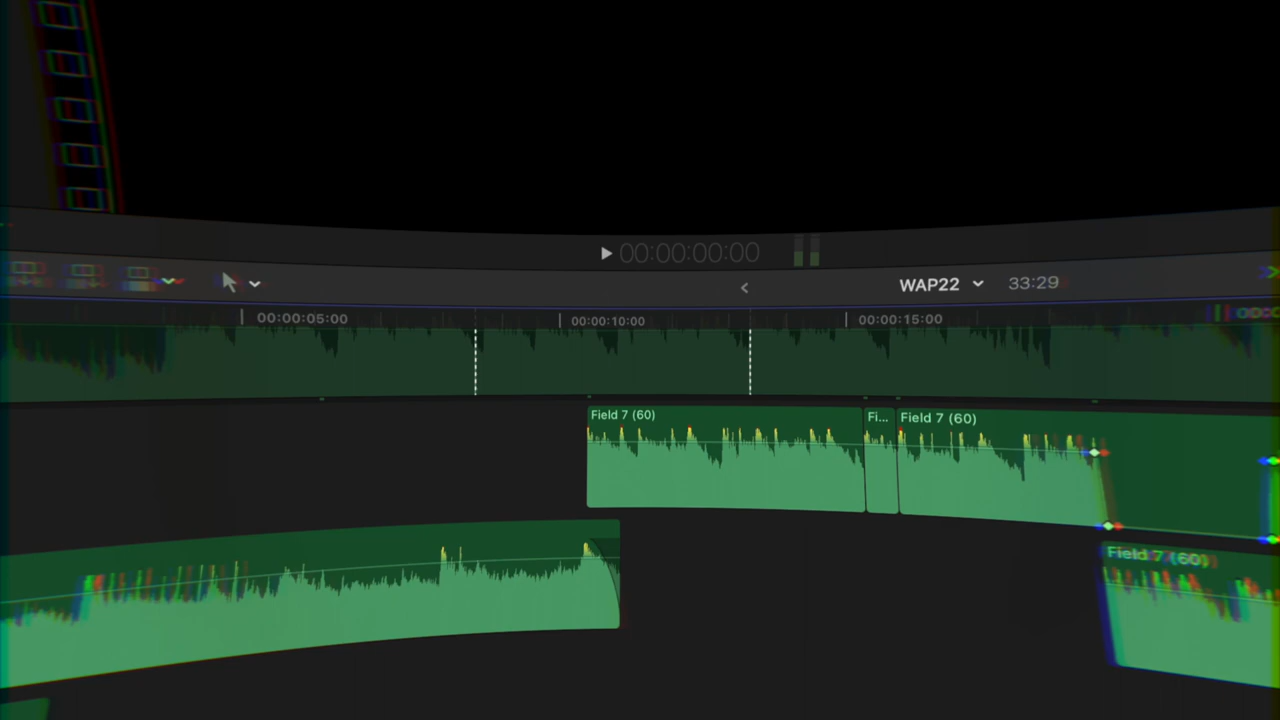 00:00:00:00
WAP22 33:29
00:00:05:00 00:00:10:00 00:00:15:00
Field 7 (60) Fi... Field 7 (60)
Field 7 (60)